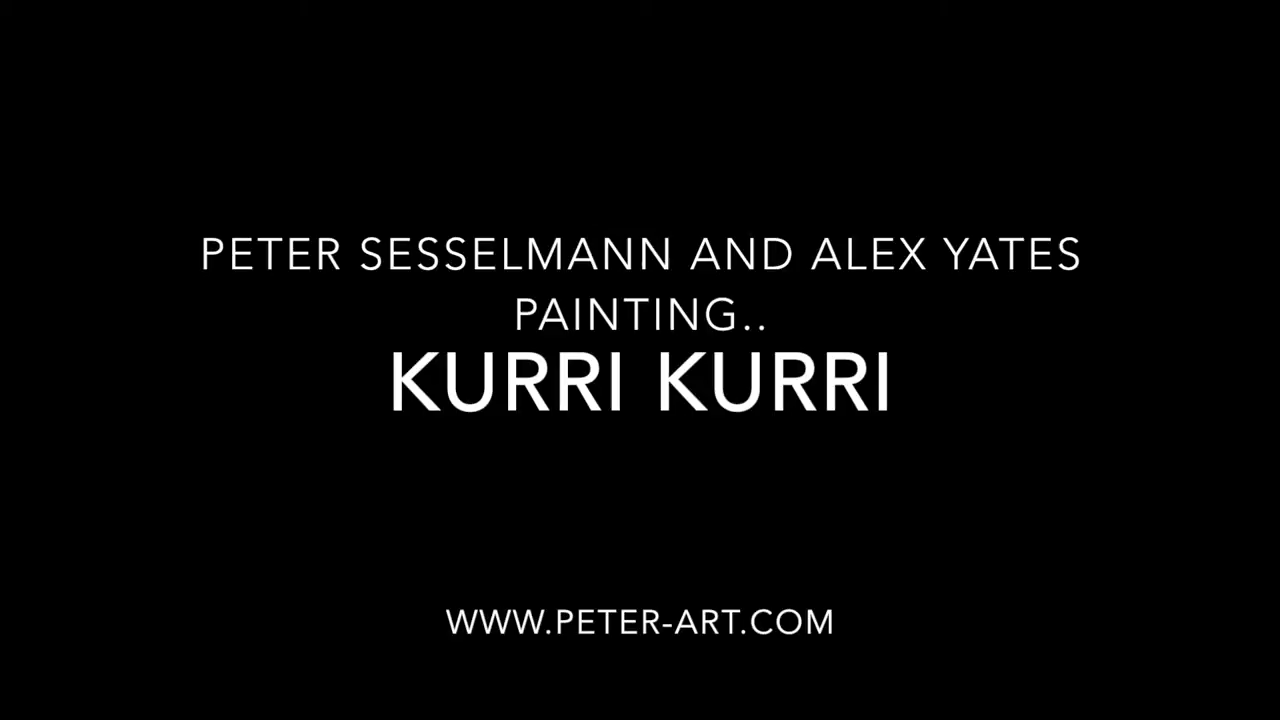 PETER SESSELMANN AND ALEX YATES
PAINTING..
KURRI KURRI
WWW.PETER-ART.COM